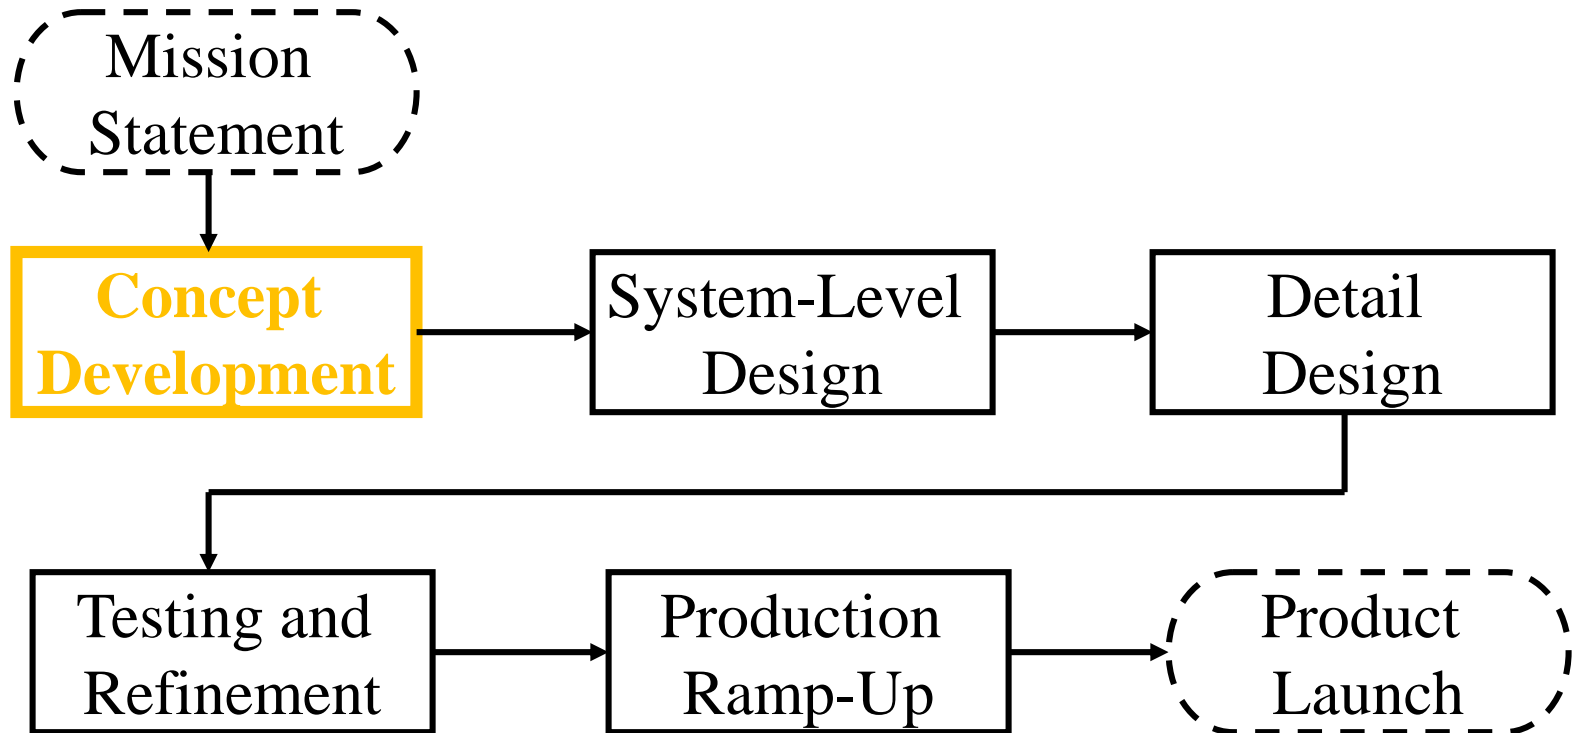 Mission
Statement
Concept
Development
System-Level
Design
Detail
Design
Testing and
Refinement
Production
Ramp-Up
Product
Launch